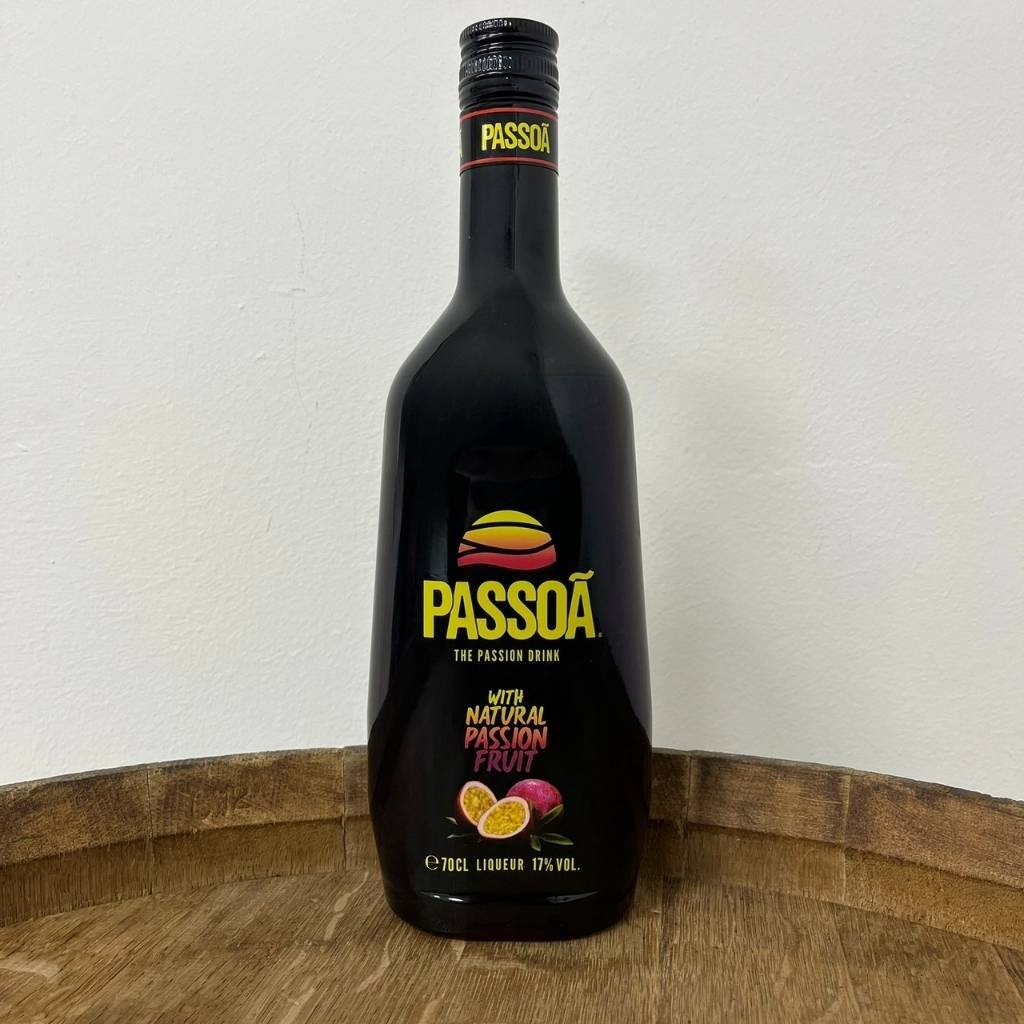 PASSOÃ
PASSOÃ
THE PASSION DRINK
WITH
NATURAL
PASSION
FRUIT
℮70CL LIQUEUR 17% VOL.